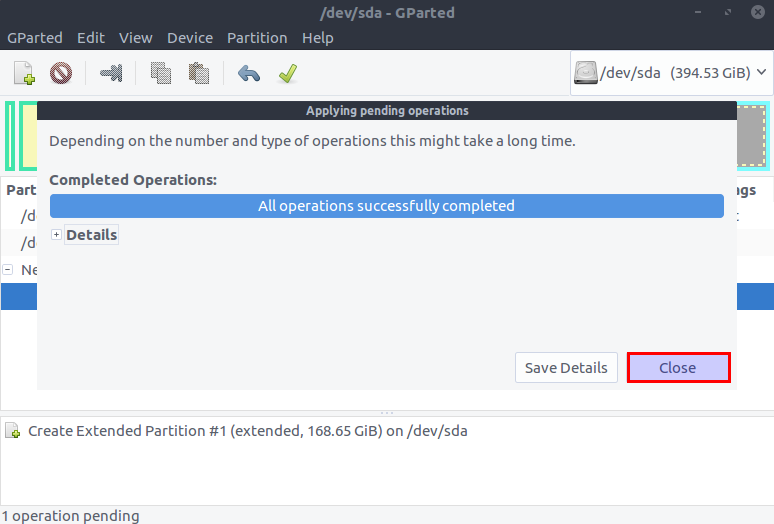 /dev/sda - GParted
GParted Edit View Device Partition Help
/dev/sda (394.53 GiB)
Applying pending operations
Depending on the number and type of operations this might take a long time.
Completed Operations:
All operations successfully completed
Details
Save Details Close
Part
gs
/de
/de
Ne
Create Extended Partition #1 (extended, 168.65 GiB) on /dev/sda
1 operation pending